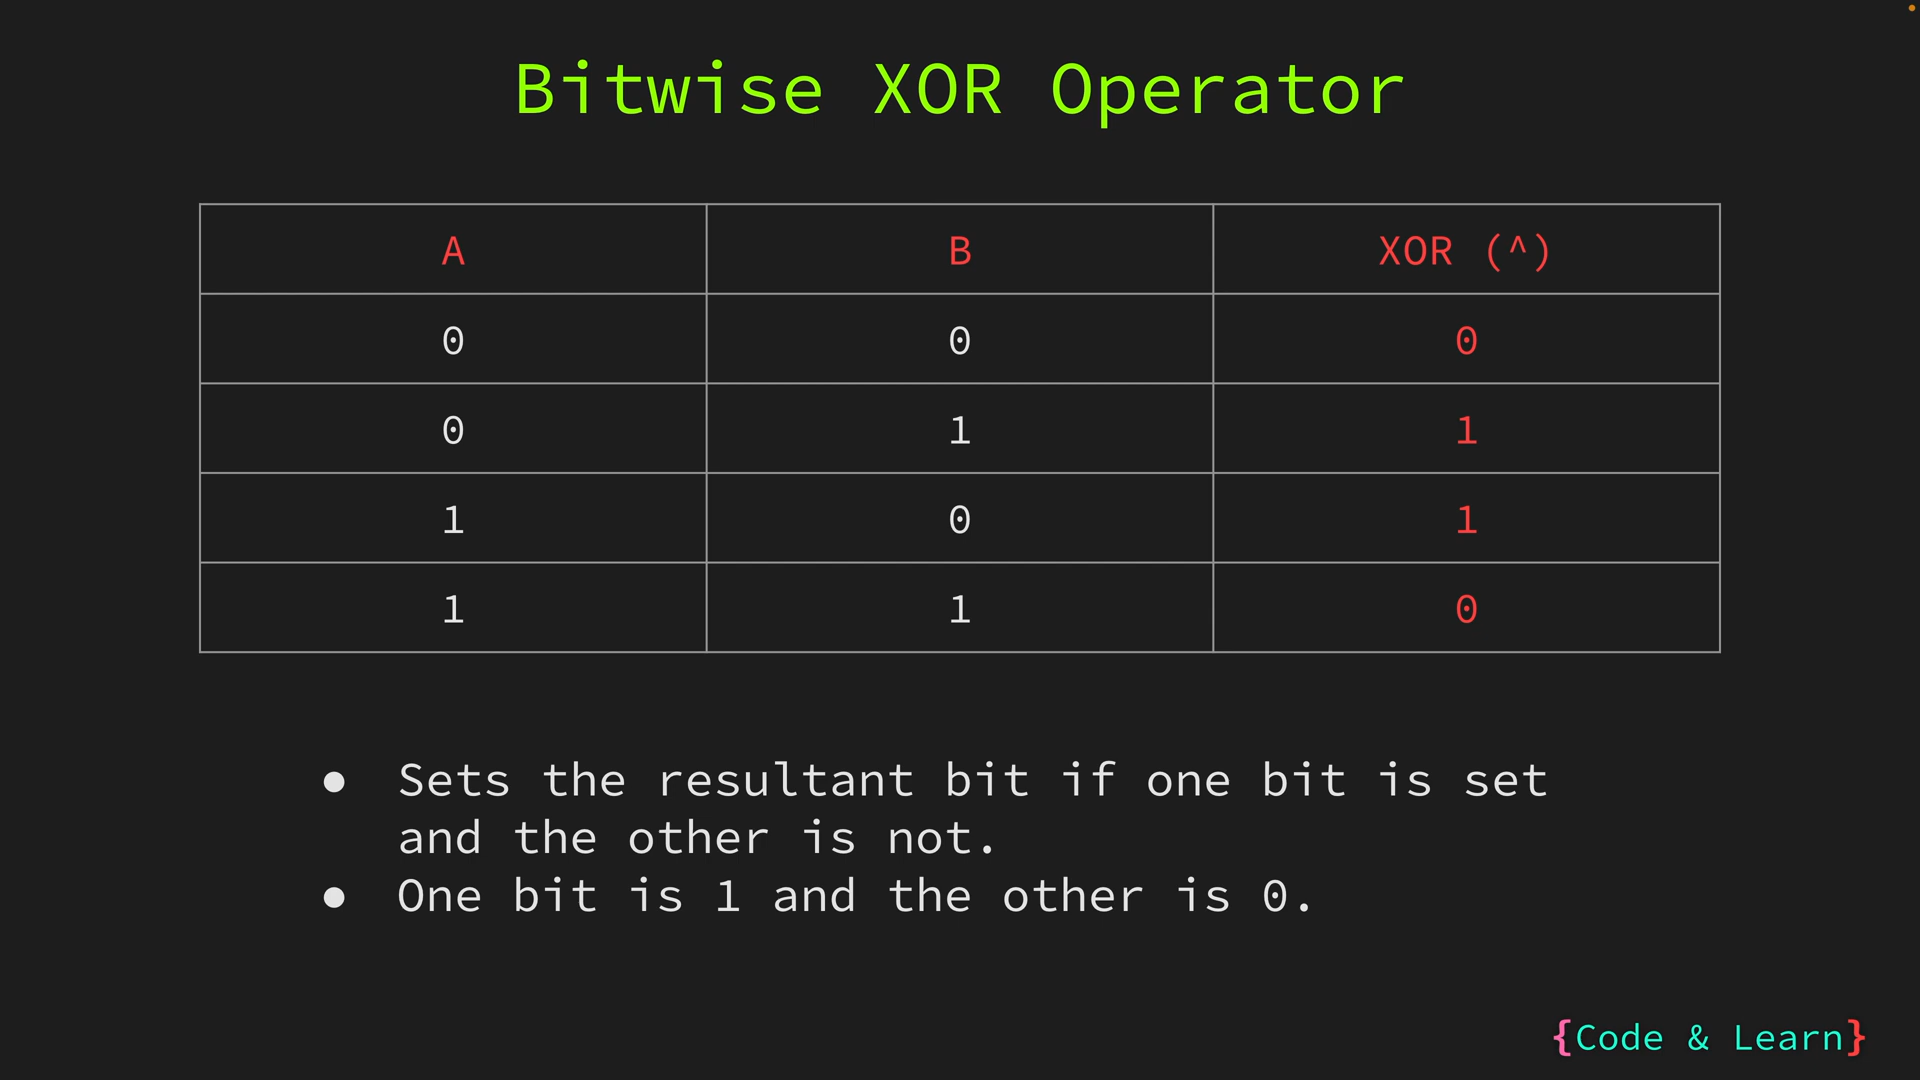 Bitwise XOR Operator
A B XOR (^)
0 0 0
0 1 1
1 0 1
1 1 0
● Sets the resultant bit if one bit is set
and the other is not.
● One bit is 1 and the other is 0.
{Code & Learn}